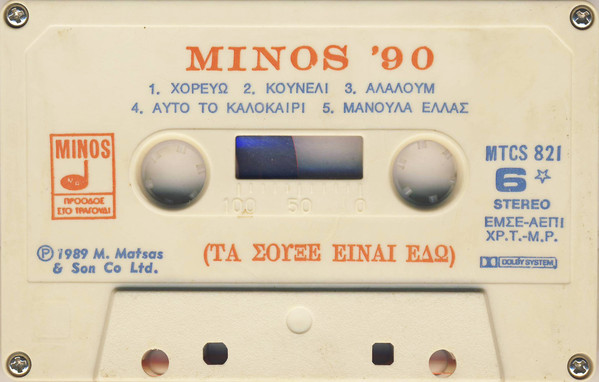 MINOS '90
1. ΧΟΡΕΥΩ 2. ΚΟΥΝΕΛΙ 3. ΑΛΑΛΟΥΜ
4. ΑΥΤΟ ΤΟ ΚΑΛΟΚΑΙΡΙ 5. ΜΑΝΟΥΛΑ ΕΛΛΑΣ
MINOS
ΠΡΟΟΔΟΣ
ΣΤΟ ΤΡΑΓΟΥΔΙ
100 50 0
MTCS 821
6
STEREO
ΕΜΣΕ-ΑΕΠΙ
ΧΡ.Τ.-Μ.Ρ.
Ⓟ 1989 M. Matsas
& Son Co Ltd.
(ΤΑ ΣΟΥΞΕ ΕΙΝΑΙ ΕΔΩ)
DOLBY SYSTEM